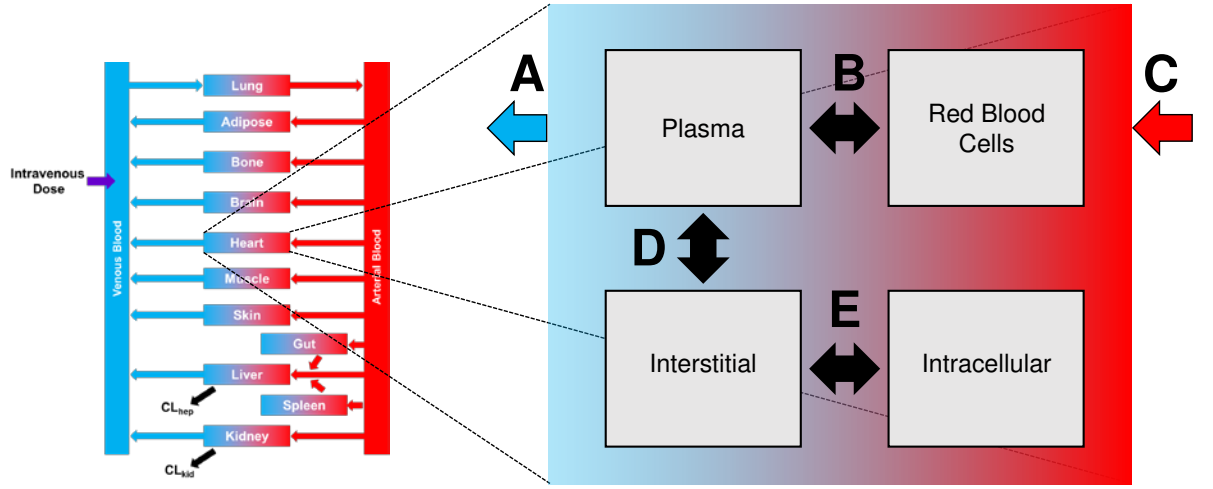 Lung
Adipose
Bone
Intravenous
Dose
Brain
Heart
Muscle
Skin
Gut
Liver
CLhep
Spleen
Kidney
CLkid
Venous Blood
Arterial Blood
A
B
C
Plasma
Red Blood
Cells
D
E
Interstitial
Intracellular